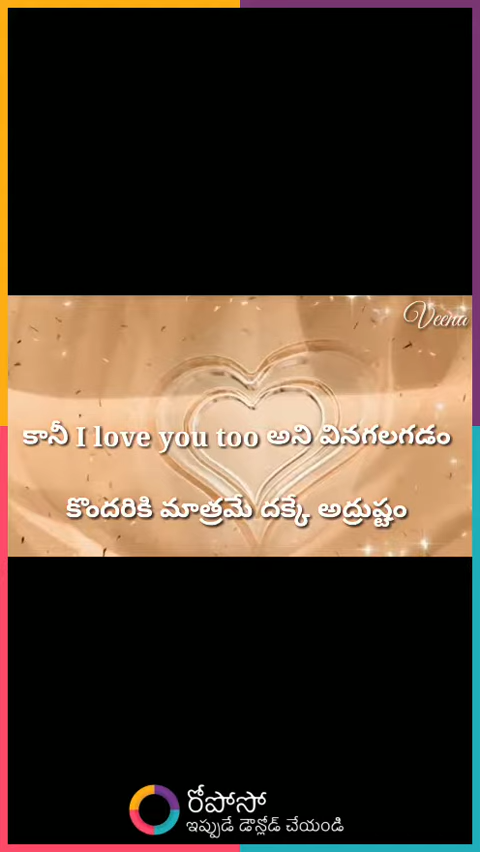 Veena
కానీ I love you too అని వినగలగడం
కొందరికి మాత్రమే దక్కే అద్రుష్టం
రోపోసో
ఇప్పుడే డౌన్లోడ్ చేయండి